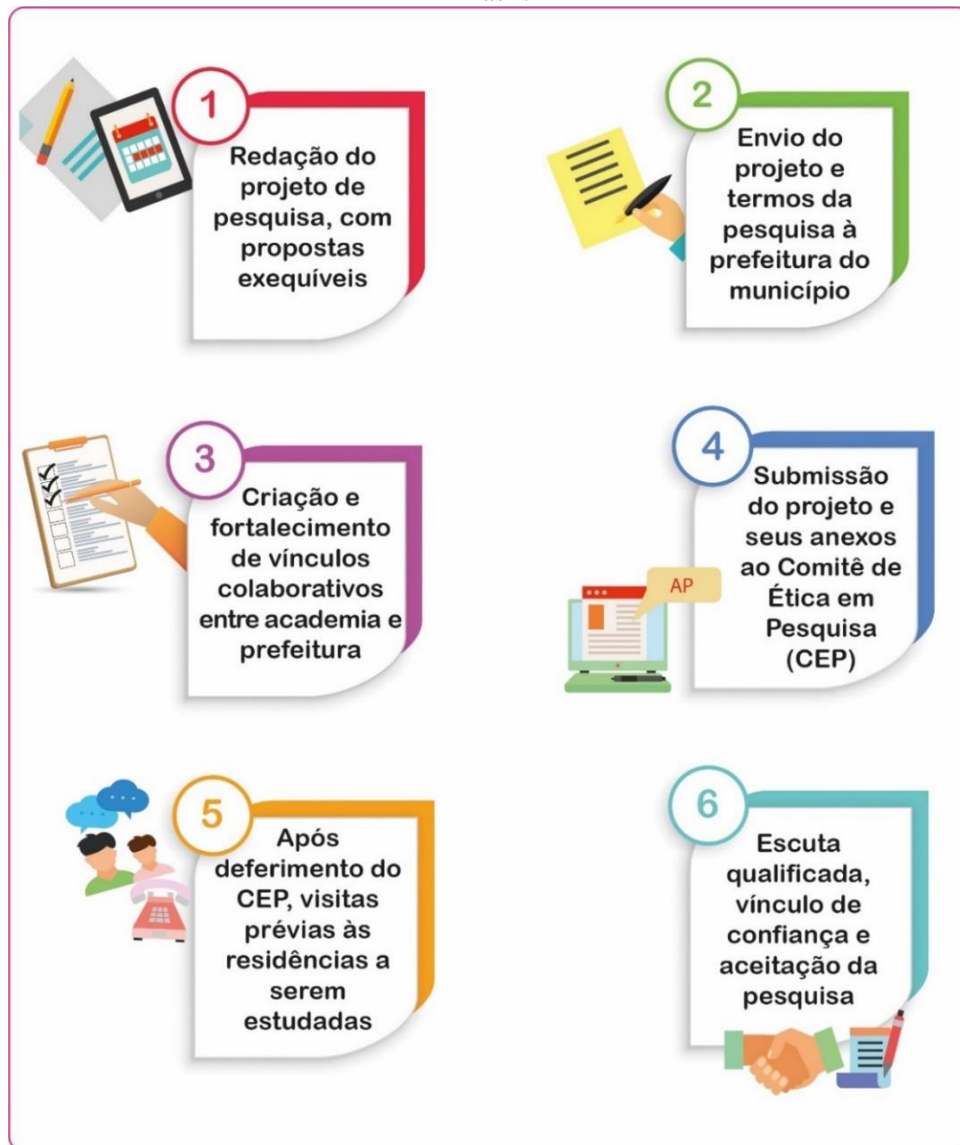 1
Redação do
projeto de
pesquisa, com
propostas
exequíveis
2
Envio do
projeto e
termos da
pesquisa à
prefeitura do
município
3
Criação e
fortalecimento
de vínculos
colaborativos
entre academia e
prefeitura
4
Submissão
do projeto e
seus anexos
ao Comitê de
Ética em
Pesquisa
(CEP)
AP
5
Após
deferimento do
CEP, visitas
prévias às
residências a
serem
estudadas
6
Escuta
qualificada,
vínculo de
confiança e
aceitação da
pesquisa